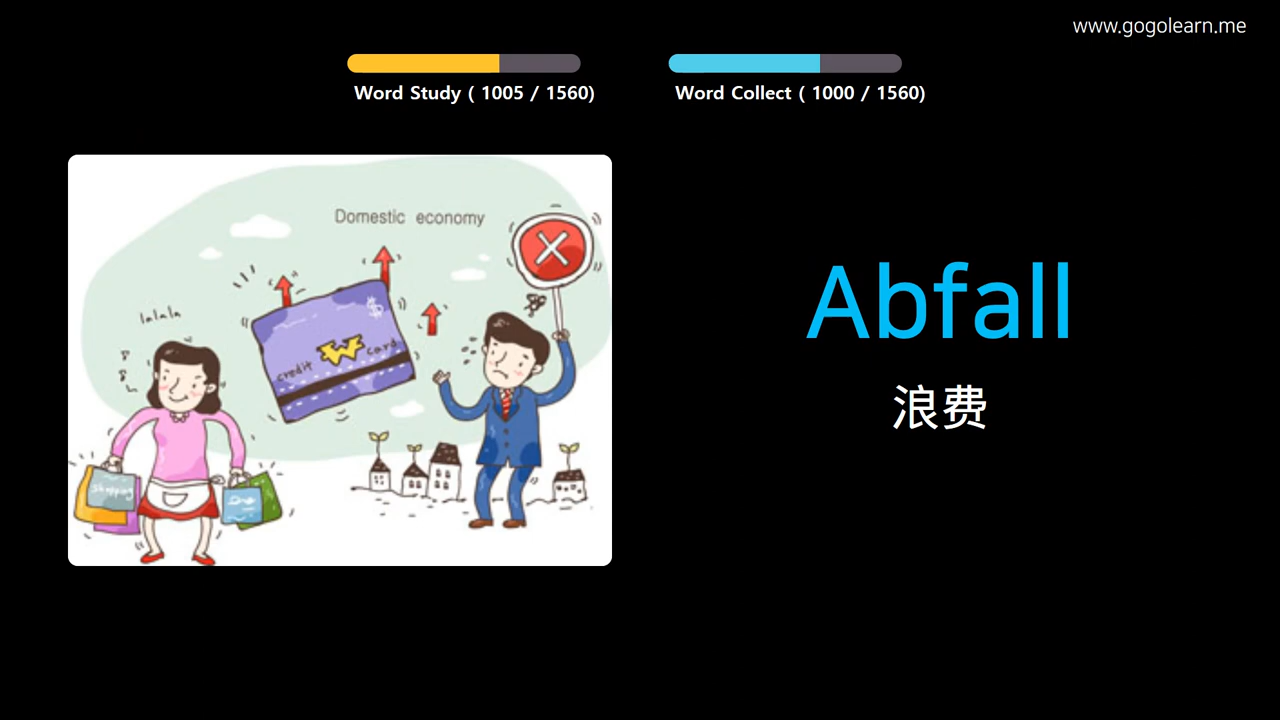 www.gogolearn.me
Word Study ( 1005 / 1560)
Word Collect ( 1000 / 1560)
Domestic economy
lalala
credit W card
$
shopping
Abfall
浪费